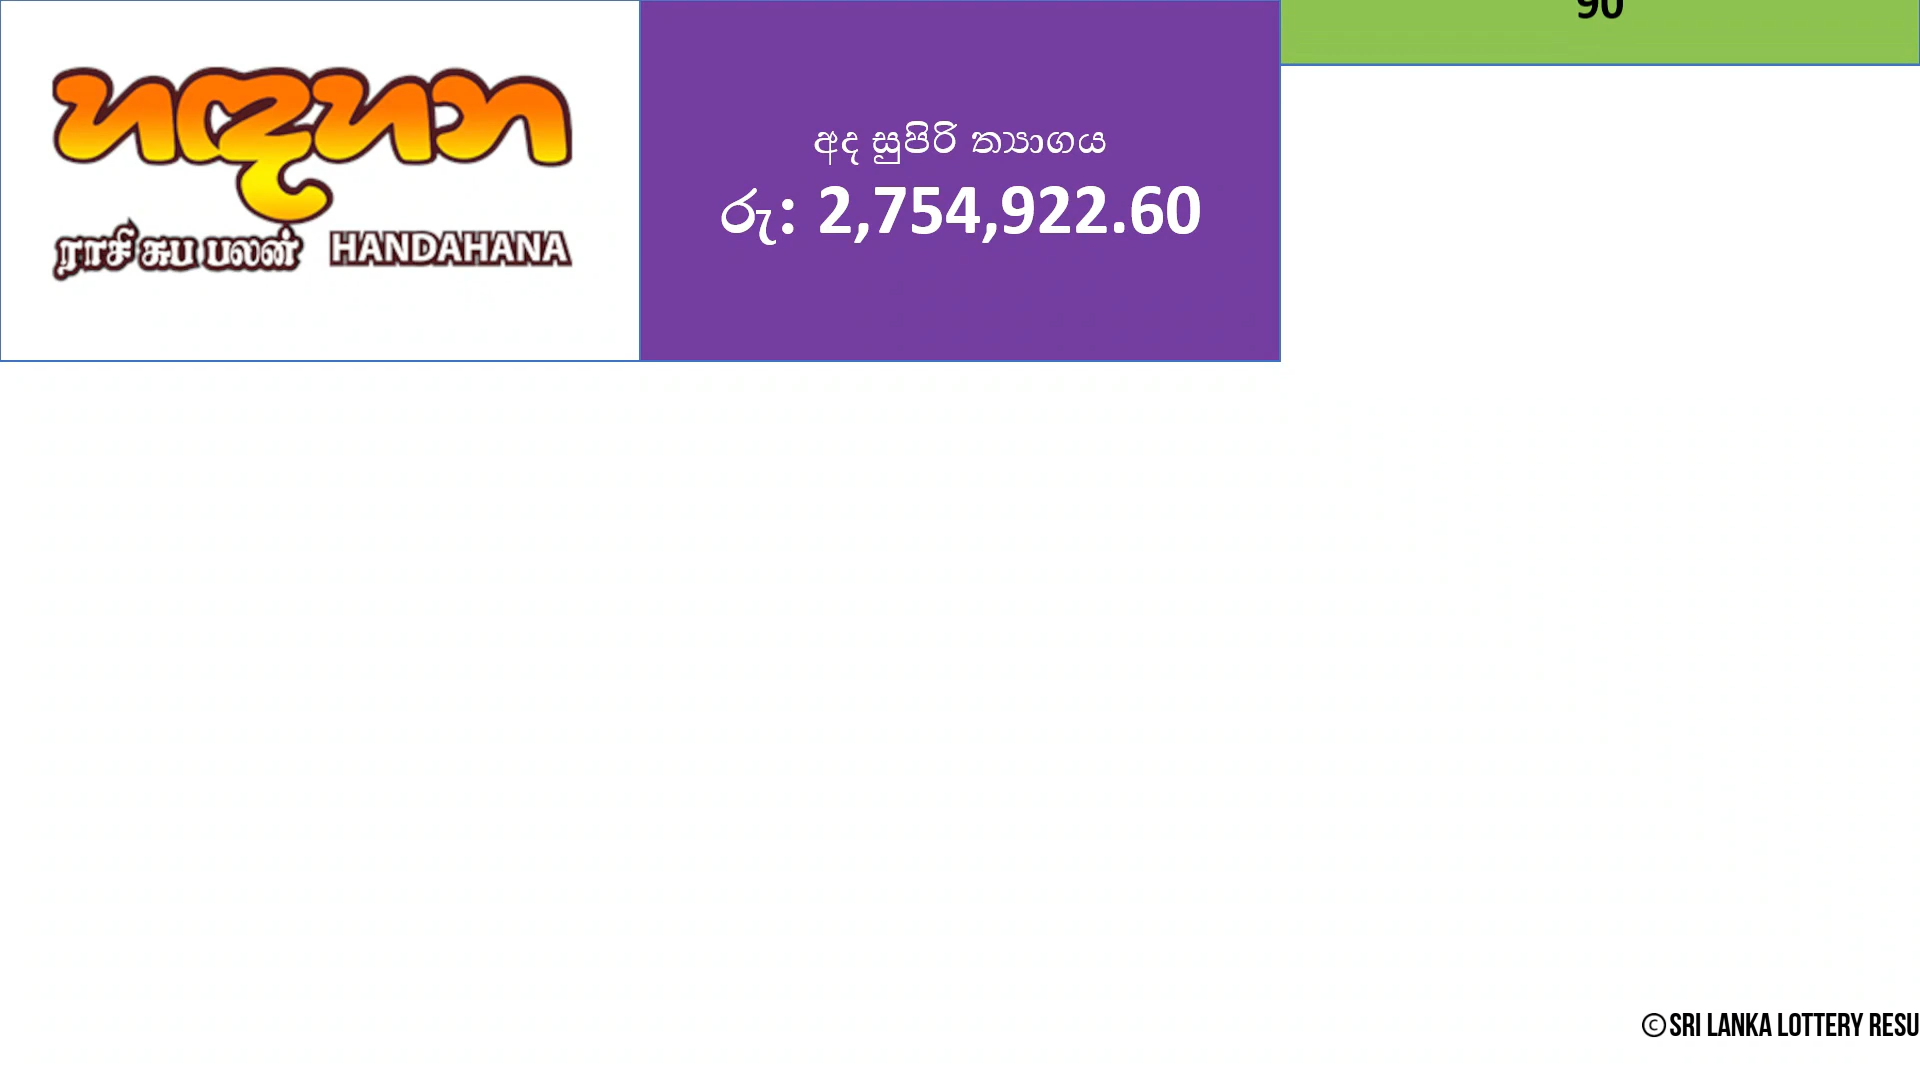 හඳහන
ராசி சுப பலன் HANDAHANA
අද සුපිරි ත්‍යාගය
රු: 2,754,922.60
90
© SRI LANKA LOTTERY RESU